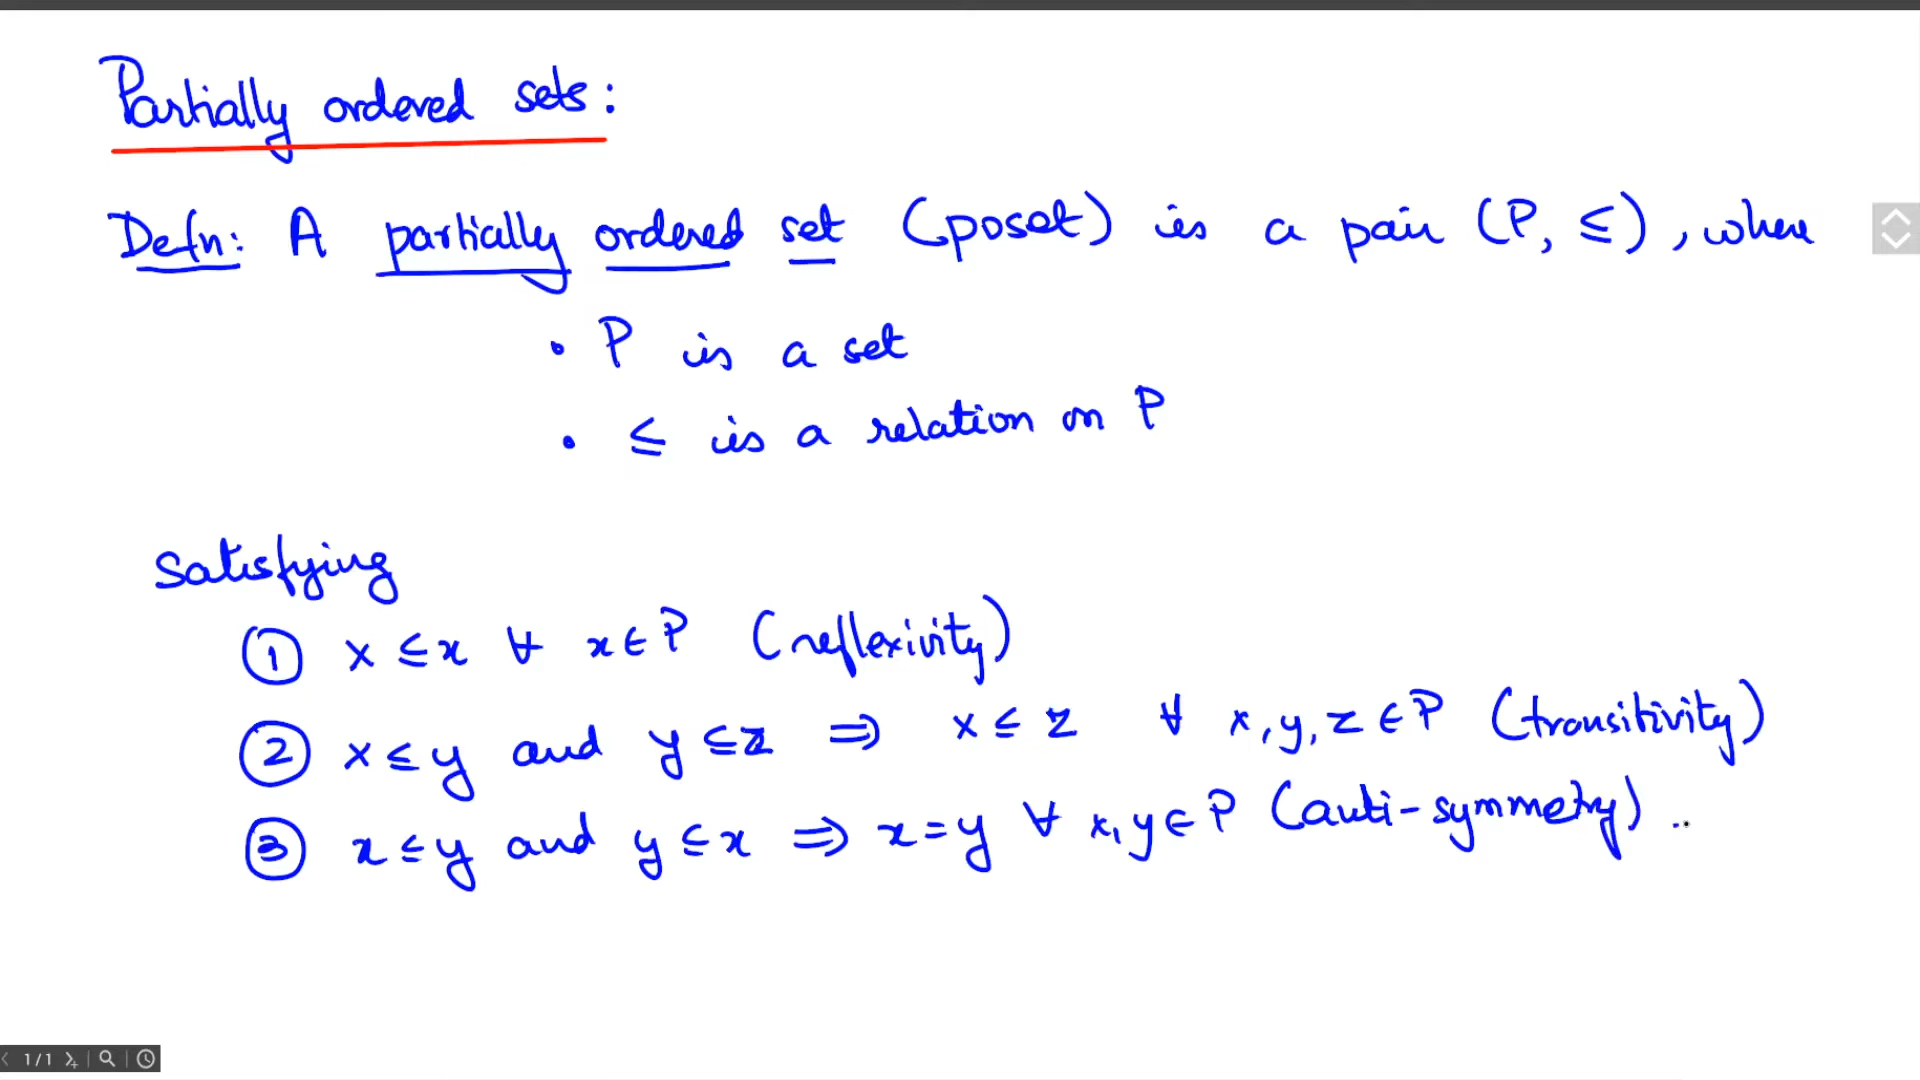 Partially ordered sets:
Defn: A partially ordered set (poset) is a pair (P, ≤), where
• P is a set
• ≤ is a relation on P
Satisfying
① x ≤ x ∀ x ∈ P (reflexivity)
② x ≤ y and y ≤ z ⇒ x ≤ z ∀ x, y, z ∈ P (transitivity)
③ x ≤ y and y ≤ x ⇒ x = y ∀ x, y ∈ P (anti-symmetry) ..
1/1